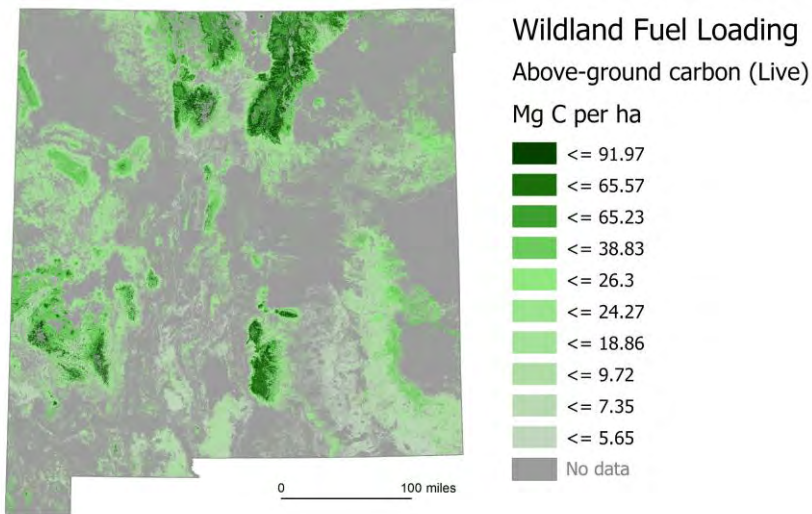 Wildland Fuel Loading
Above-ground carbon (Live)
Mg C per ha
<= 91.97
<= 65.57
<= 65.23
<= 38.83
<= 26.3
<= 24.27
<= 18.86
<= 9.72
<= 7.35
<= 5.65
No data
0 100 miles